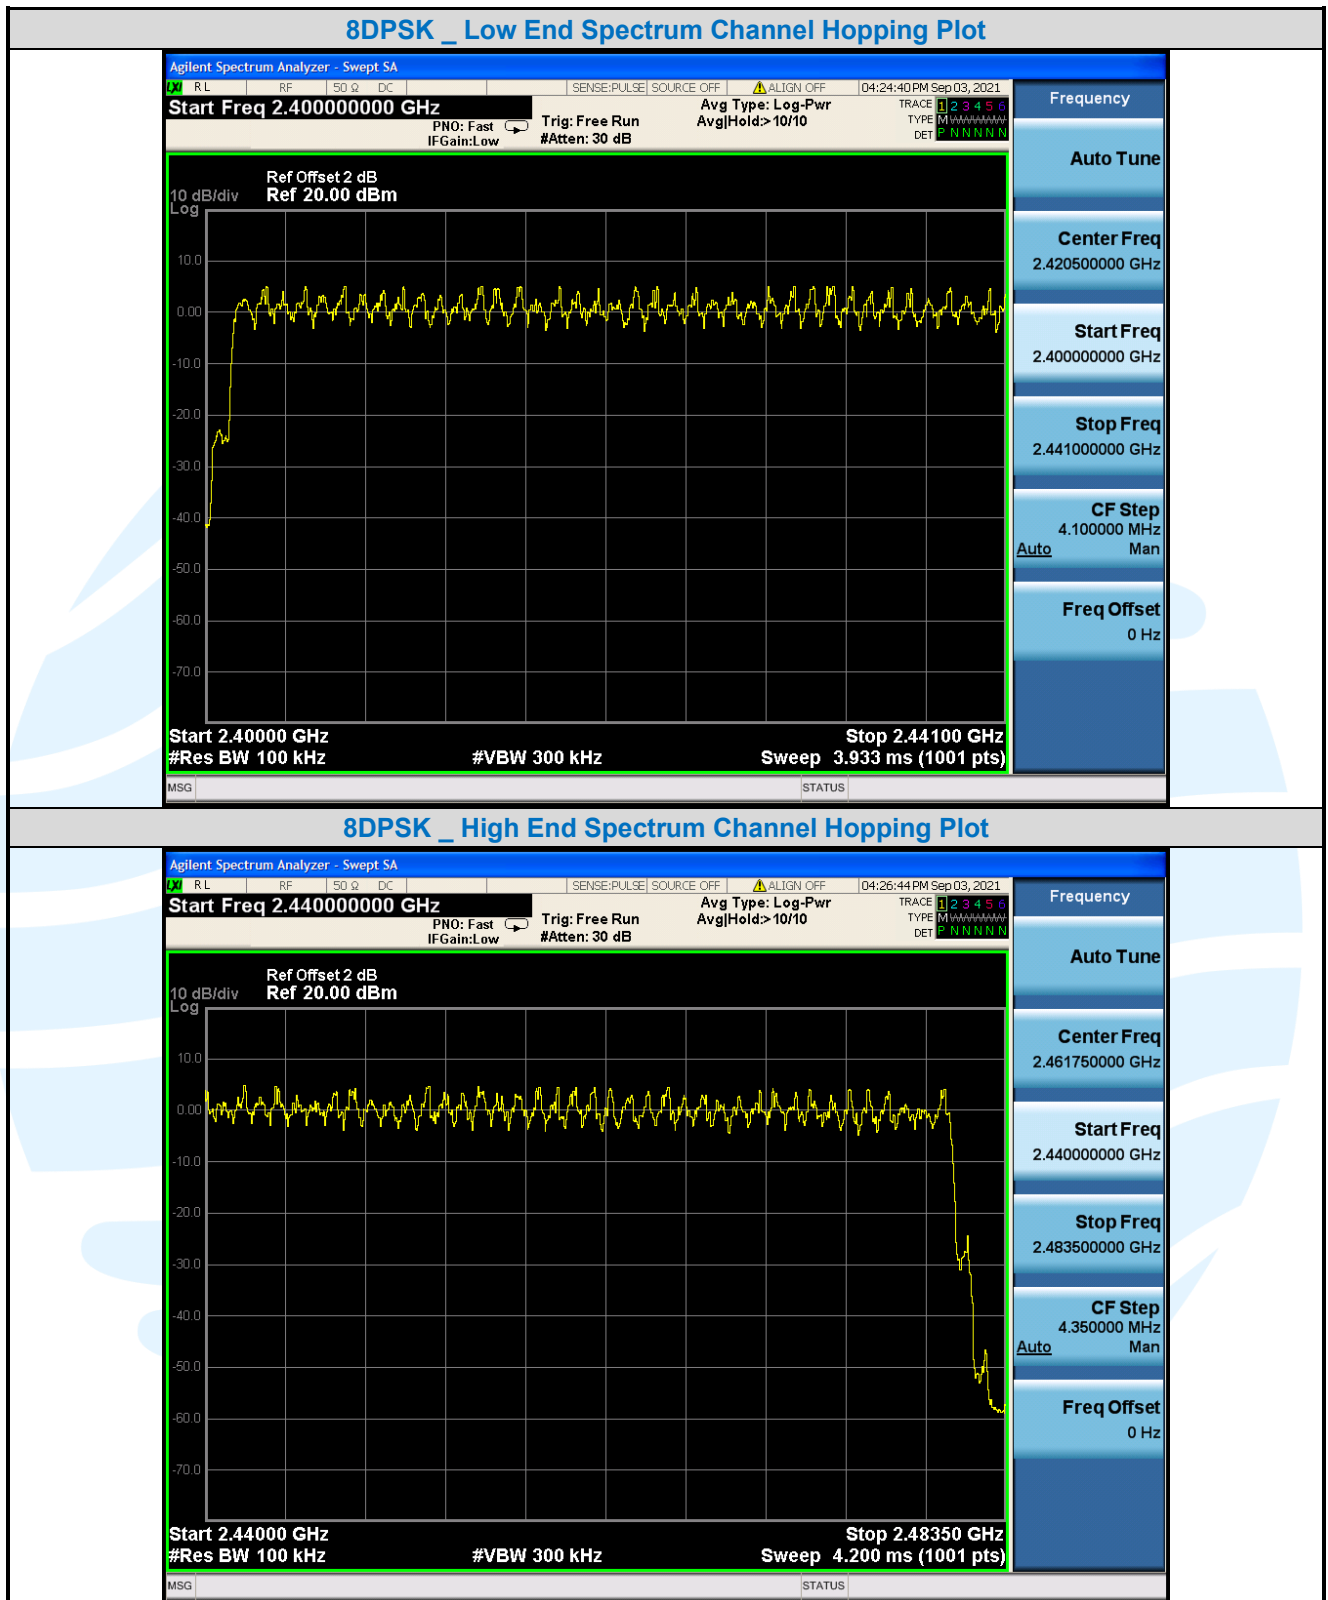 8DPSK _ Low End Spectrum Channel Hopping Plot
Agilent Spectrum Analyzer - Swept SA
LXI RL RF 50 Ω DC SENSE:PULSE SOURCE OFF ALIGN OFF 04:24:40 PM Sep 03, 2021
Start Freq 2.400000000 GHz
PNO: Fast
IFGain:Low
Trig: Free Run
#Atten: 30 dB
Avg Type: Log-Pwr
Avg|Hold:>10/10
TRACE 1 2 3 4 5 6
TYPE M
DET P N N N N N
Ref Offset 2 dB
10 dB/div Ref 20.00 dBm
Log
10.0
0.00
-10.0
-20.0
-30.0
-40.0
-50.0
-60.0
-70.0
Start 2.40000 GHz Stop 2.44100 GHz
#Res BW 100 kHz #VBW 300 kHz Sweep 3.933 ms (1001 pts)
MSG STATUS
Frequency
Auto Tune
Center Freq
2.420500000 GHz
Start Freq
2.400000000 GHz
Stop Freq
2.441000000 GHz
CF Step
4.100000 MHz
Auto Man
Freq Offset
0 Hz
8DPSK _ High End Spectrum Channel Hopping Plot
Agilent Spectrum Analyzer - Swept SA
LXI RL RF 50 Ω DC SENSE:PULSE SOURCE OFF ALIGN OFF 04:26:44 PM Sep 03, 2021
Start Freq 2.440000000 GHz
PNO: Fast
IFGain:Low
Trig: Free Run
#Atten: 30 dB
Avg Type: Log-Pwr
Avg|Hold:>10/10
TRACE 1 2 3 4 5 6
TYPE M
DET P N N N N N
Ref Offset 2 dB
10 dB/div Ref 20.00 dBm
Log
10.0
0.00
-10.0
-20.0
-30.0
-40.0
-50.0
-60.0
-70.0
Start 2.44000 GHz Stop 2.48350 GHz
#Res BW 100 kHz #VBW 300 kHz Sweep 4.200 ms (1001 pts)
MSG STATUS
Frequency
Auto Tune
Center Freq
2.461750000 GHz
Start Freq
2.440000000 GHz
Stop Freq
2.483500000 GHz
CF Step
4.350000 MHz
Auto Man
Freq Offset
0 Hz